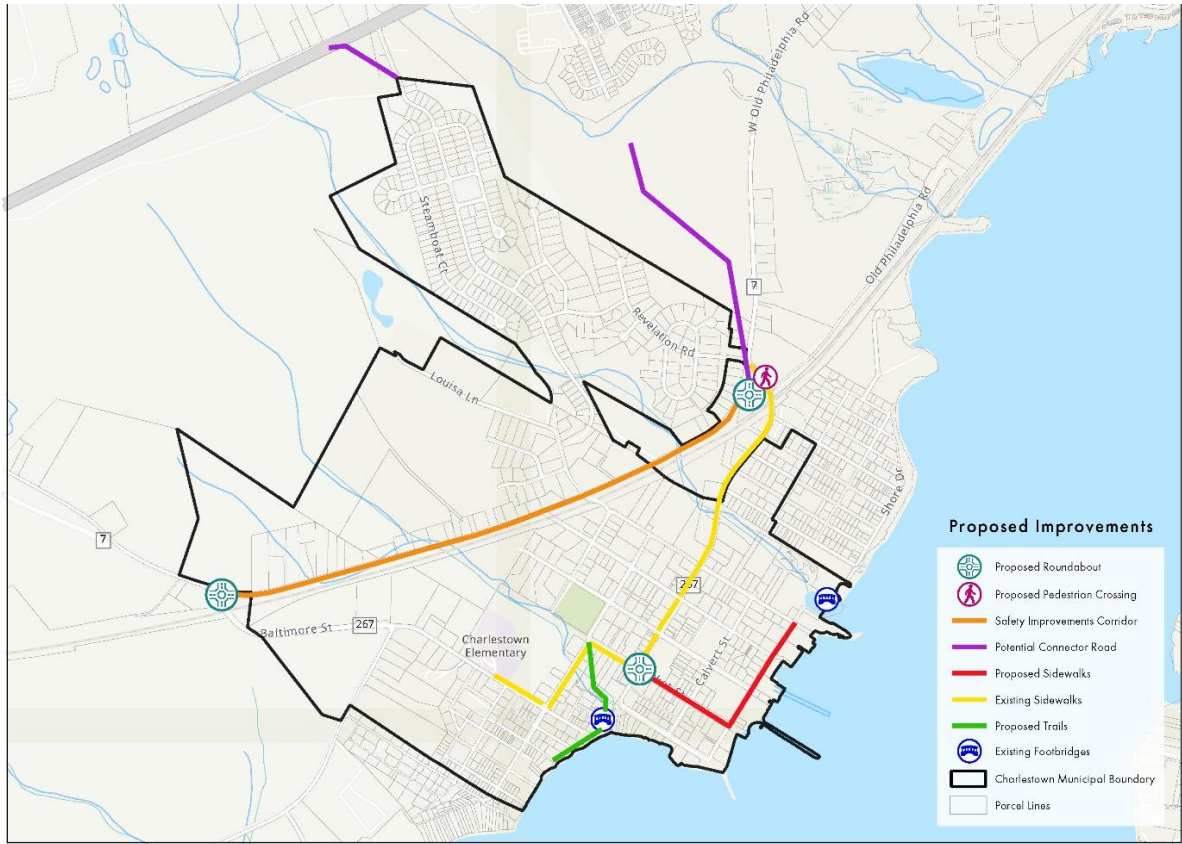 W Old Philadelphia Rd
Old Philadelphia Rd
Steamboat Ct
7
Revelation Rd
Louisa Ln
Shore Dr
7
267
Baltimore St
267
Charlestown
Elementary
Calvert St
St
Proposed Improvements
Proposed Roundabout
Proposed Pedestrian Crossing
Safety Improvements Corridor
Potential Connector Road
Proposed Sidewalks
Existing Sidewalks
Proposed Trails
Existing Footbridges
Charlestown Municipal Boundary
Parcel Lines